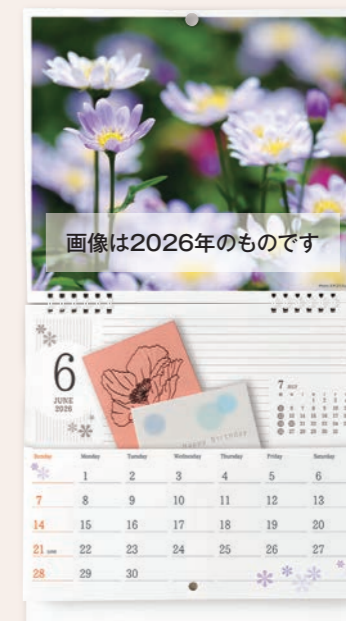 画像は2026年のものです
6
JUNE
2026
7
Happy Birthday
Sunday Monday Tuesday Wednesday Thursday Friday Saturday
1 2 3 4 5 6
7 8 9 10 11 12 13
14 15 16 17 18 19 20
21 22 23 24 25 26 27
28 29 30